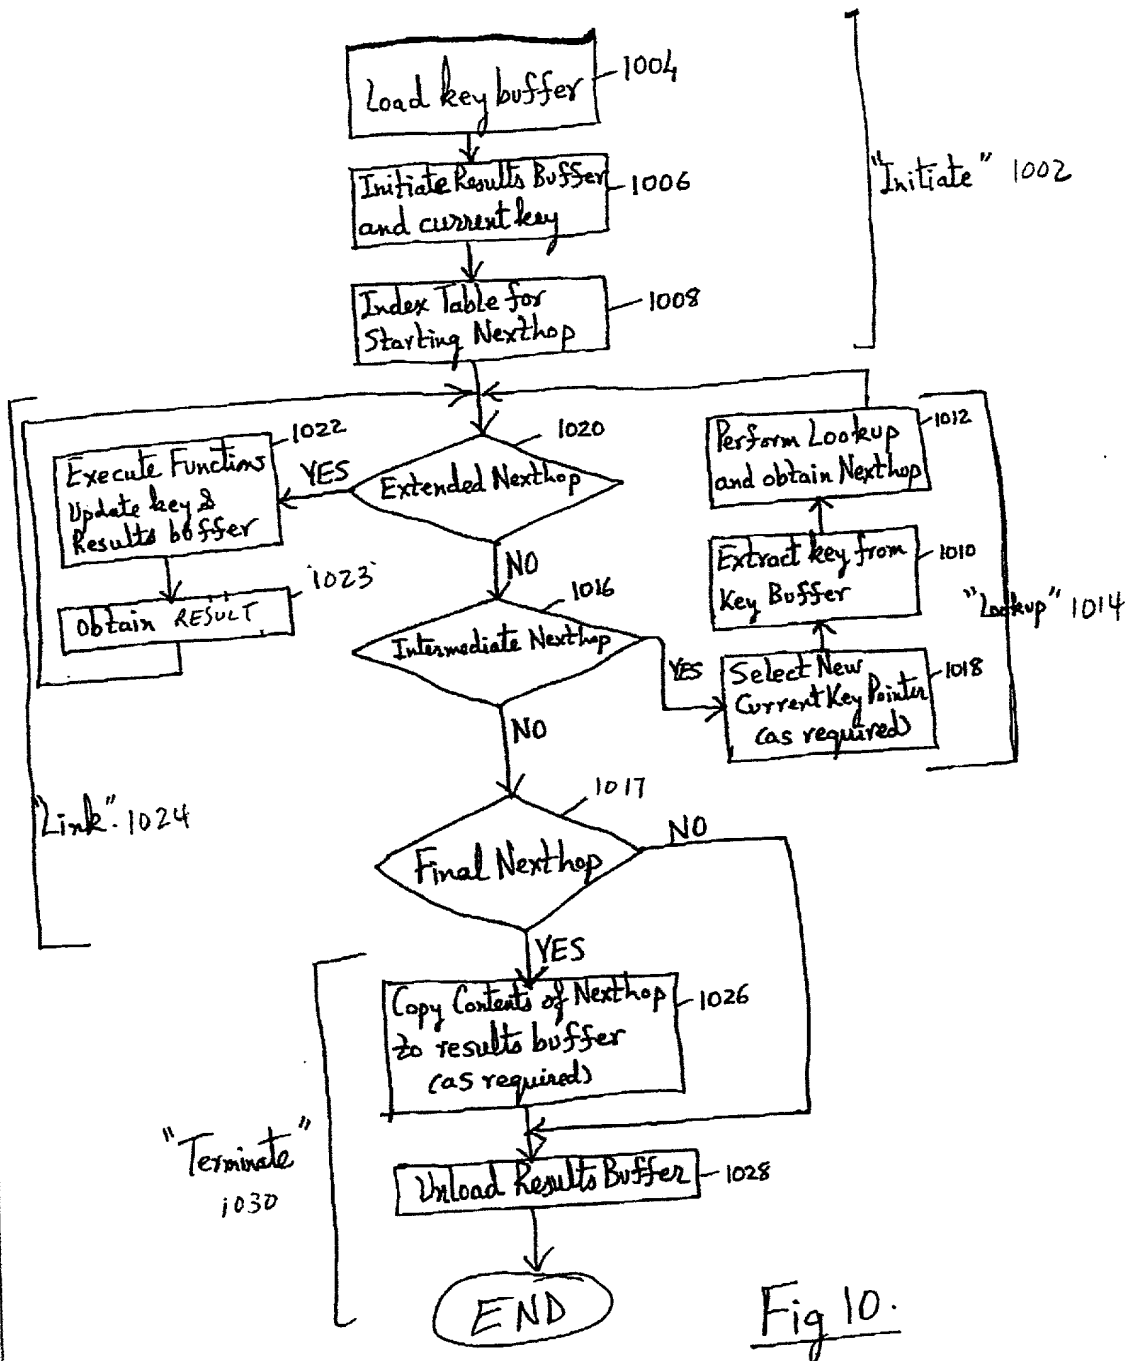 Load key buffer
1004
Initiate Results Buffer
and current key
1006
"Initiate" 1002
Index Table for
Starting Nexthop
1008
1022
Execute Functions
Update key &
Results buffer
YES
Extended Nexthop
1020
Perform Lookup
and obtain Nexthop
1012
NO
1023
Obtain RESULT
Extract key from
Key Buffer
1010
"Lookup" 1014
1016
Intermediate Nexthop
YES
Select New
Current Key Pointer
(as required)
1018
NO
"Link". 1024
1017
Final Nexthop
NO
YES
Copy Contents of Nexthop
to results buffer
(as required)
1026
"Terminate"
1030
Unload Results Buffer
1028
END
Fig 10.